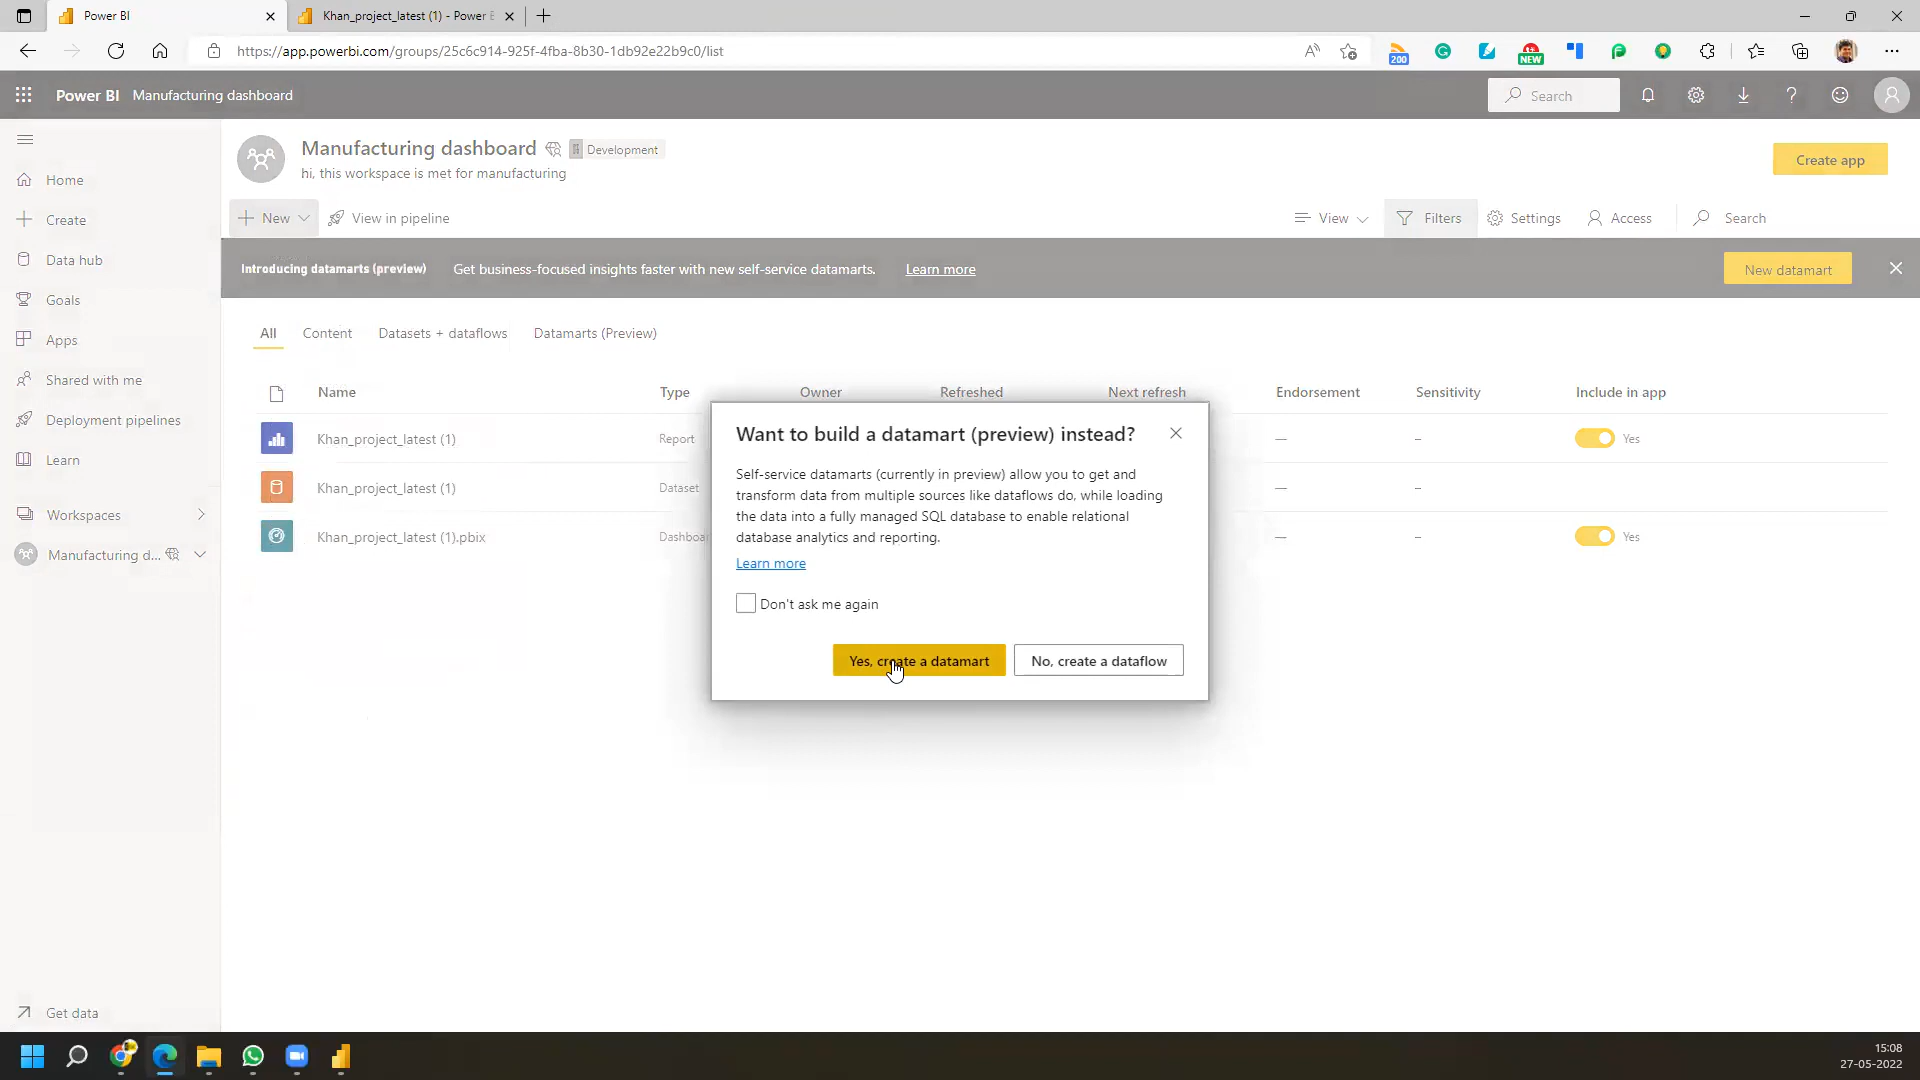 Power BI
Khan_project_latest (1) - Power B
https://app.powerbi.com/groups/25c6c914-925f-4fba-8b30-1db92e22b9c0/list
200
NEW
Power BI
Manufacturing dashboard
Search
Manufacturing dashboard
Development
hi, this workspace is met for manufacturing
Create app
New
View in pipeline
View
Filters
Settings
Access
Search
Introducing datamarts (preview)
Get business-focused insights faster with new self-service datamarts.
Learn more
New datamart
Home
Create
Data hub
Goals
Apps
Shared with me
Deployment pipelines
Learn
Workspaces
Manufacturing d...
Get data
All
Content
Datasets + dataflows
Datamarts (Preview)
Name
Type
Owner
Refreshed
Next refresh
Endorsement
Sensitivity
Include in app
Khan_project_latest (1)
Report
—
–
Yes
Khan_project_latest (1)
Dataset
—
–
Khan_project_latest (1).pbix
Dashboa
—
–
Yes
Want to build a datamart (preview) instead?
Self-service datamarts (currently in preview) allow you to get and
transform data from multiple sources like dataflows do, while loading
the data into a fully managed SQL database to enable relational
database analytics and reporting.
Learn more
Don't ask me again
Yes, create a datamart
No, create a dataflow
15:08
27-05-2022